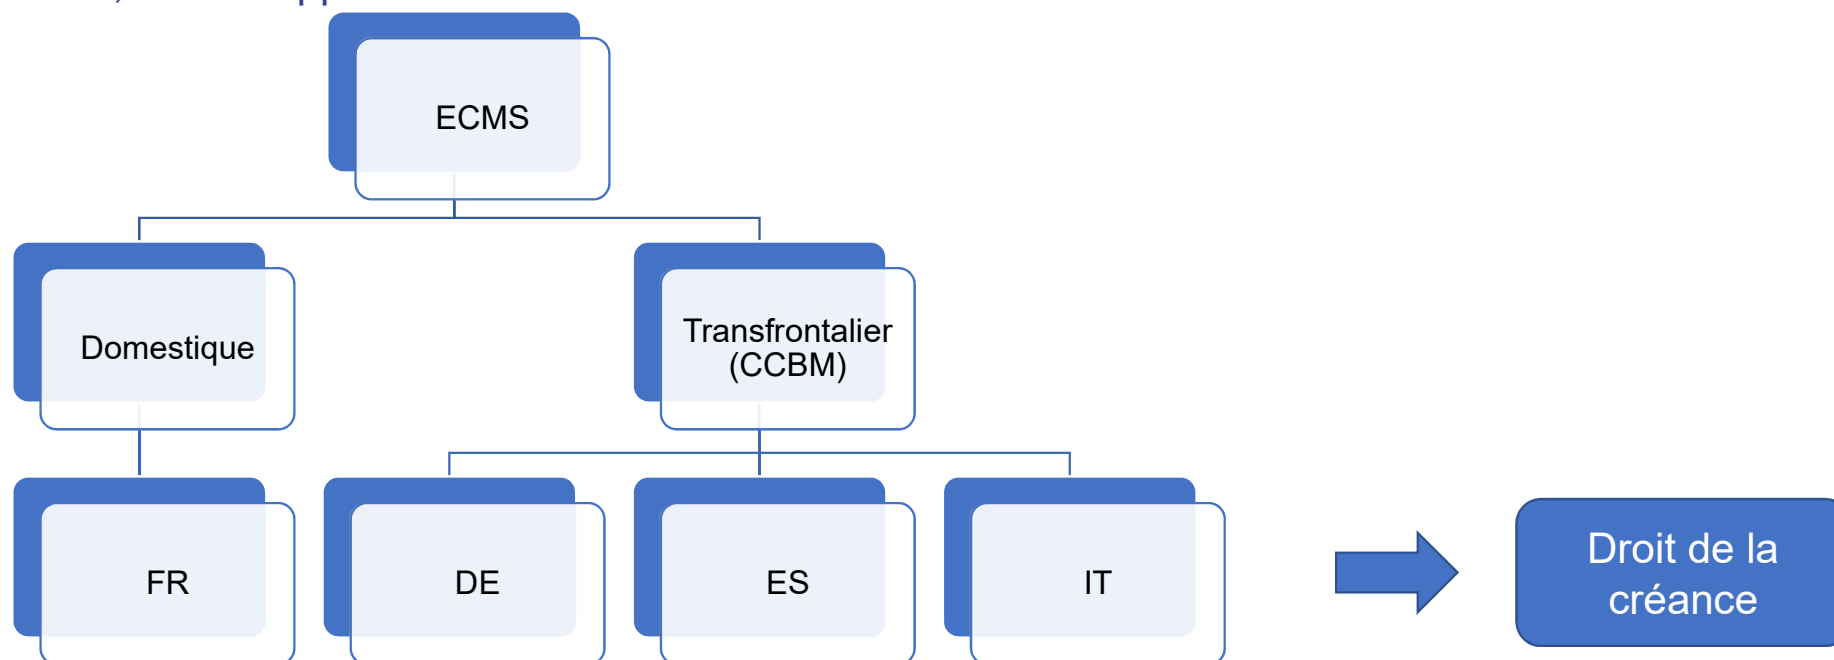 ECMS
Domestique
Transfrontalier
(CCBM)
FR
DE
ES
IT
Droit de la
créance